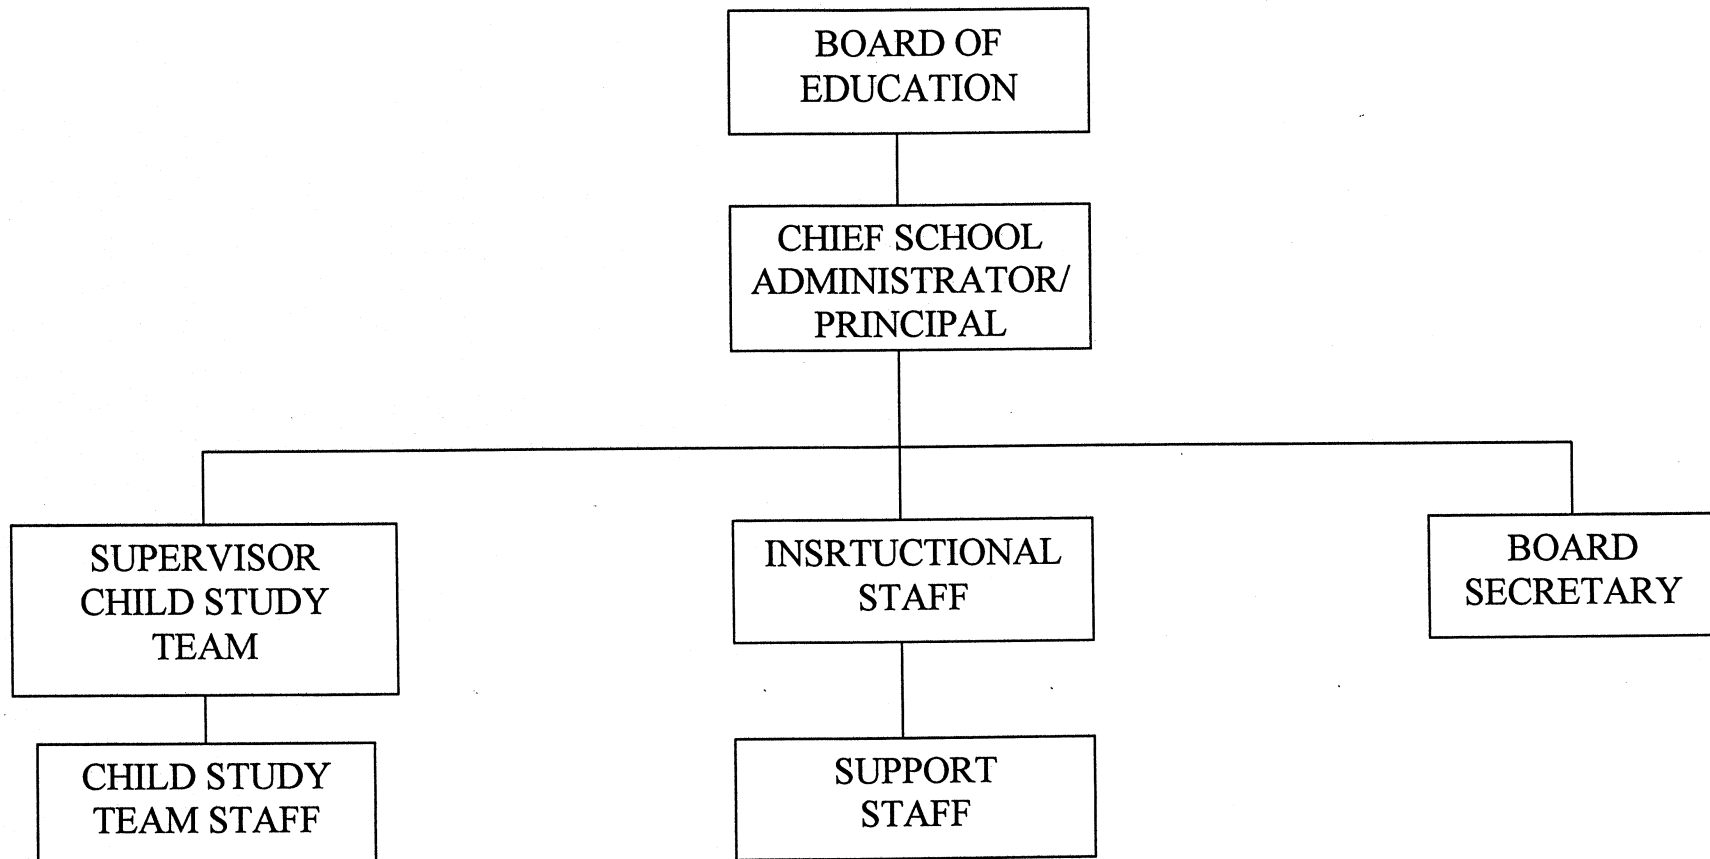 BOARD OF
EDUCATION
CHIEF SCHOOL
ADMINISTRATOR/
PRINCIPAL
SUPERVISOR
CHILD STUDY
TEAM
INSRTUCTIONAL
STAFF
BOARD
SECRETARY
CHILD STUDY
TEAM STAFF
SUPPORT
STAFF